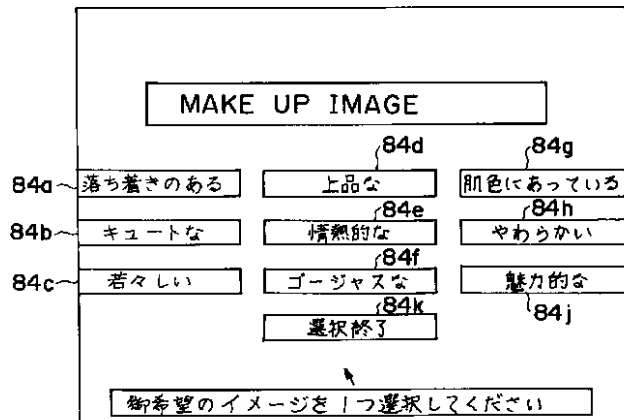 MAKE UP IMAGE
84d 84g
84a 落ち着きのある 上品な 肌色にあっている
84e 84h
84b キュートな 情熱的な やわらかい
84f
84c 若々しい ゴージャスな 魅力的な
84k 84j
選択終了
御希望のイメージを1つ選択してください